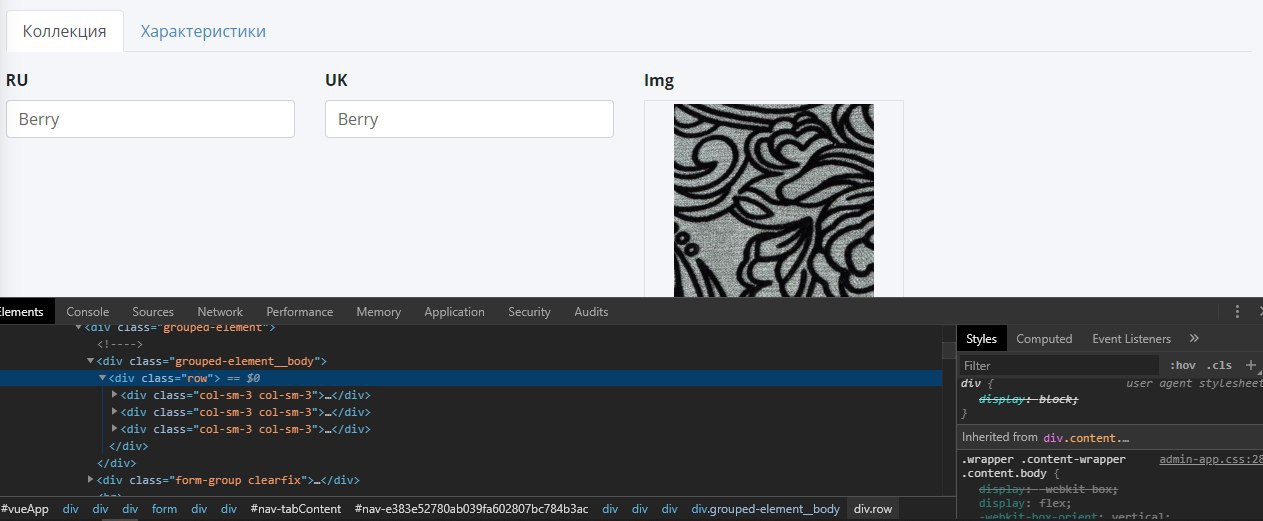 Коллекция Характеристики
RU UK Img
Berry Berry
Elements Console Sources Network Performance Memory Application Security Audits
<div class="grouped-element">
<!---->
<div class="grouped-element__body">
<div class="row"> == $0
<div class="col-sm-3 col-sm-3">…</div>
<div class="col-sm-3 col-sm-3">…</div>
<div class="col-sm-3 col-sm-3">…</div>
</div>
</div>
<div class="form-group clearfix">…</div>
#vueApp div div div form div div #nav-tabContent #nav-e383e52780ab039fa602807bc784b3ac div div div div.grouped-element__body div.row
Styles Computed Event Listeners »
Filter :hov .cls +
div { user agent stylesheet
display: block;
}
Inherited from div.content.…
.wrapper .content-wrapper admin-app.css:28
.content.body {
display: -webkit-box;
display: flex;
-webkit-box-orient: vertical;